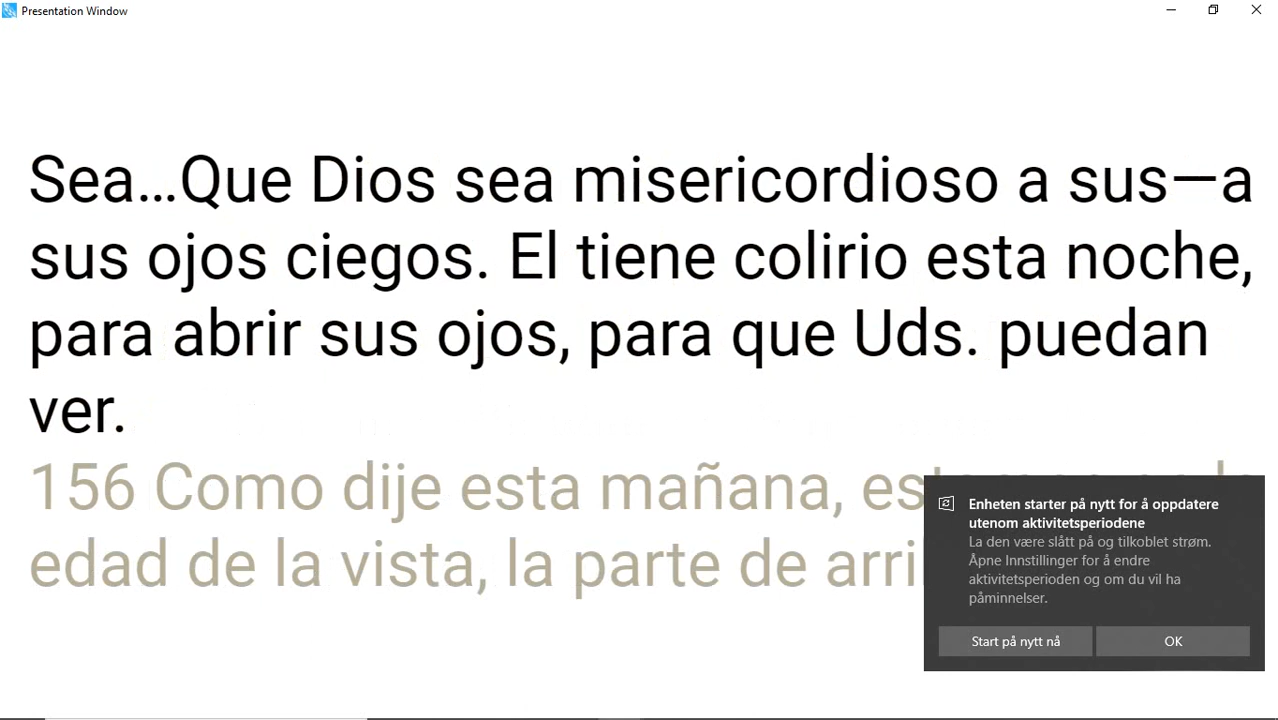 Presentation Window
Sea...Que Dios sea misericordioso a sus—a
sus ojos ciegos. El tiene colirio esta noche,
para abrir sus ojos, para que Uds. puedan
ver.
156 Como dije esta mañana,
edad de la vista, la parte de
Enheten starter på nytt for å oppdatere
utenom aktivitetsperiodene
La den være slått på og tilkoblet strøm.
Åpne Innstillinger for å endre
aktivitetsperioden og om du vil ha
påminnelser.
Start på nytt nå
OK